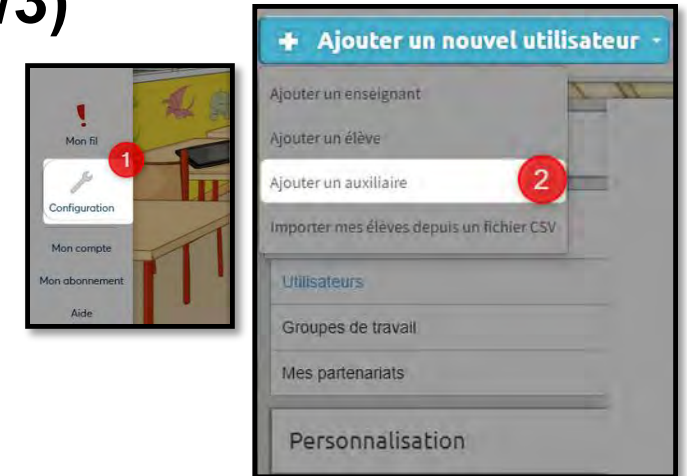 /3)
Mon fil
1
Configuration
Mon compte
Mon abonnement
Aide
+ Ajouter un nouvel utilisateur
Ajouter un enseignant
Ajouter un élève
Ajouter un auxiliaire 2
Importer mes élèves depuis un fichier CSV
Utilisateurs
Groupes de travail
Mes partenariats
Personnalisation